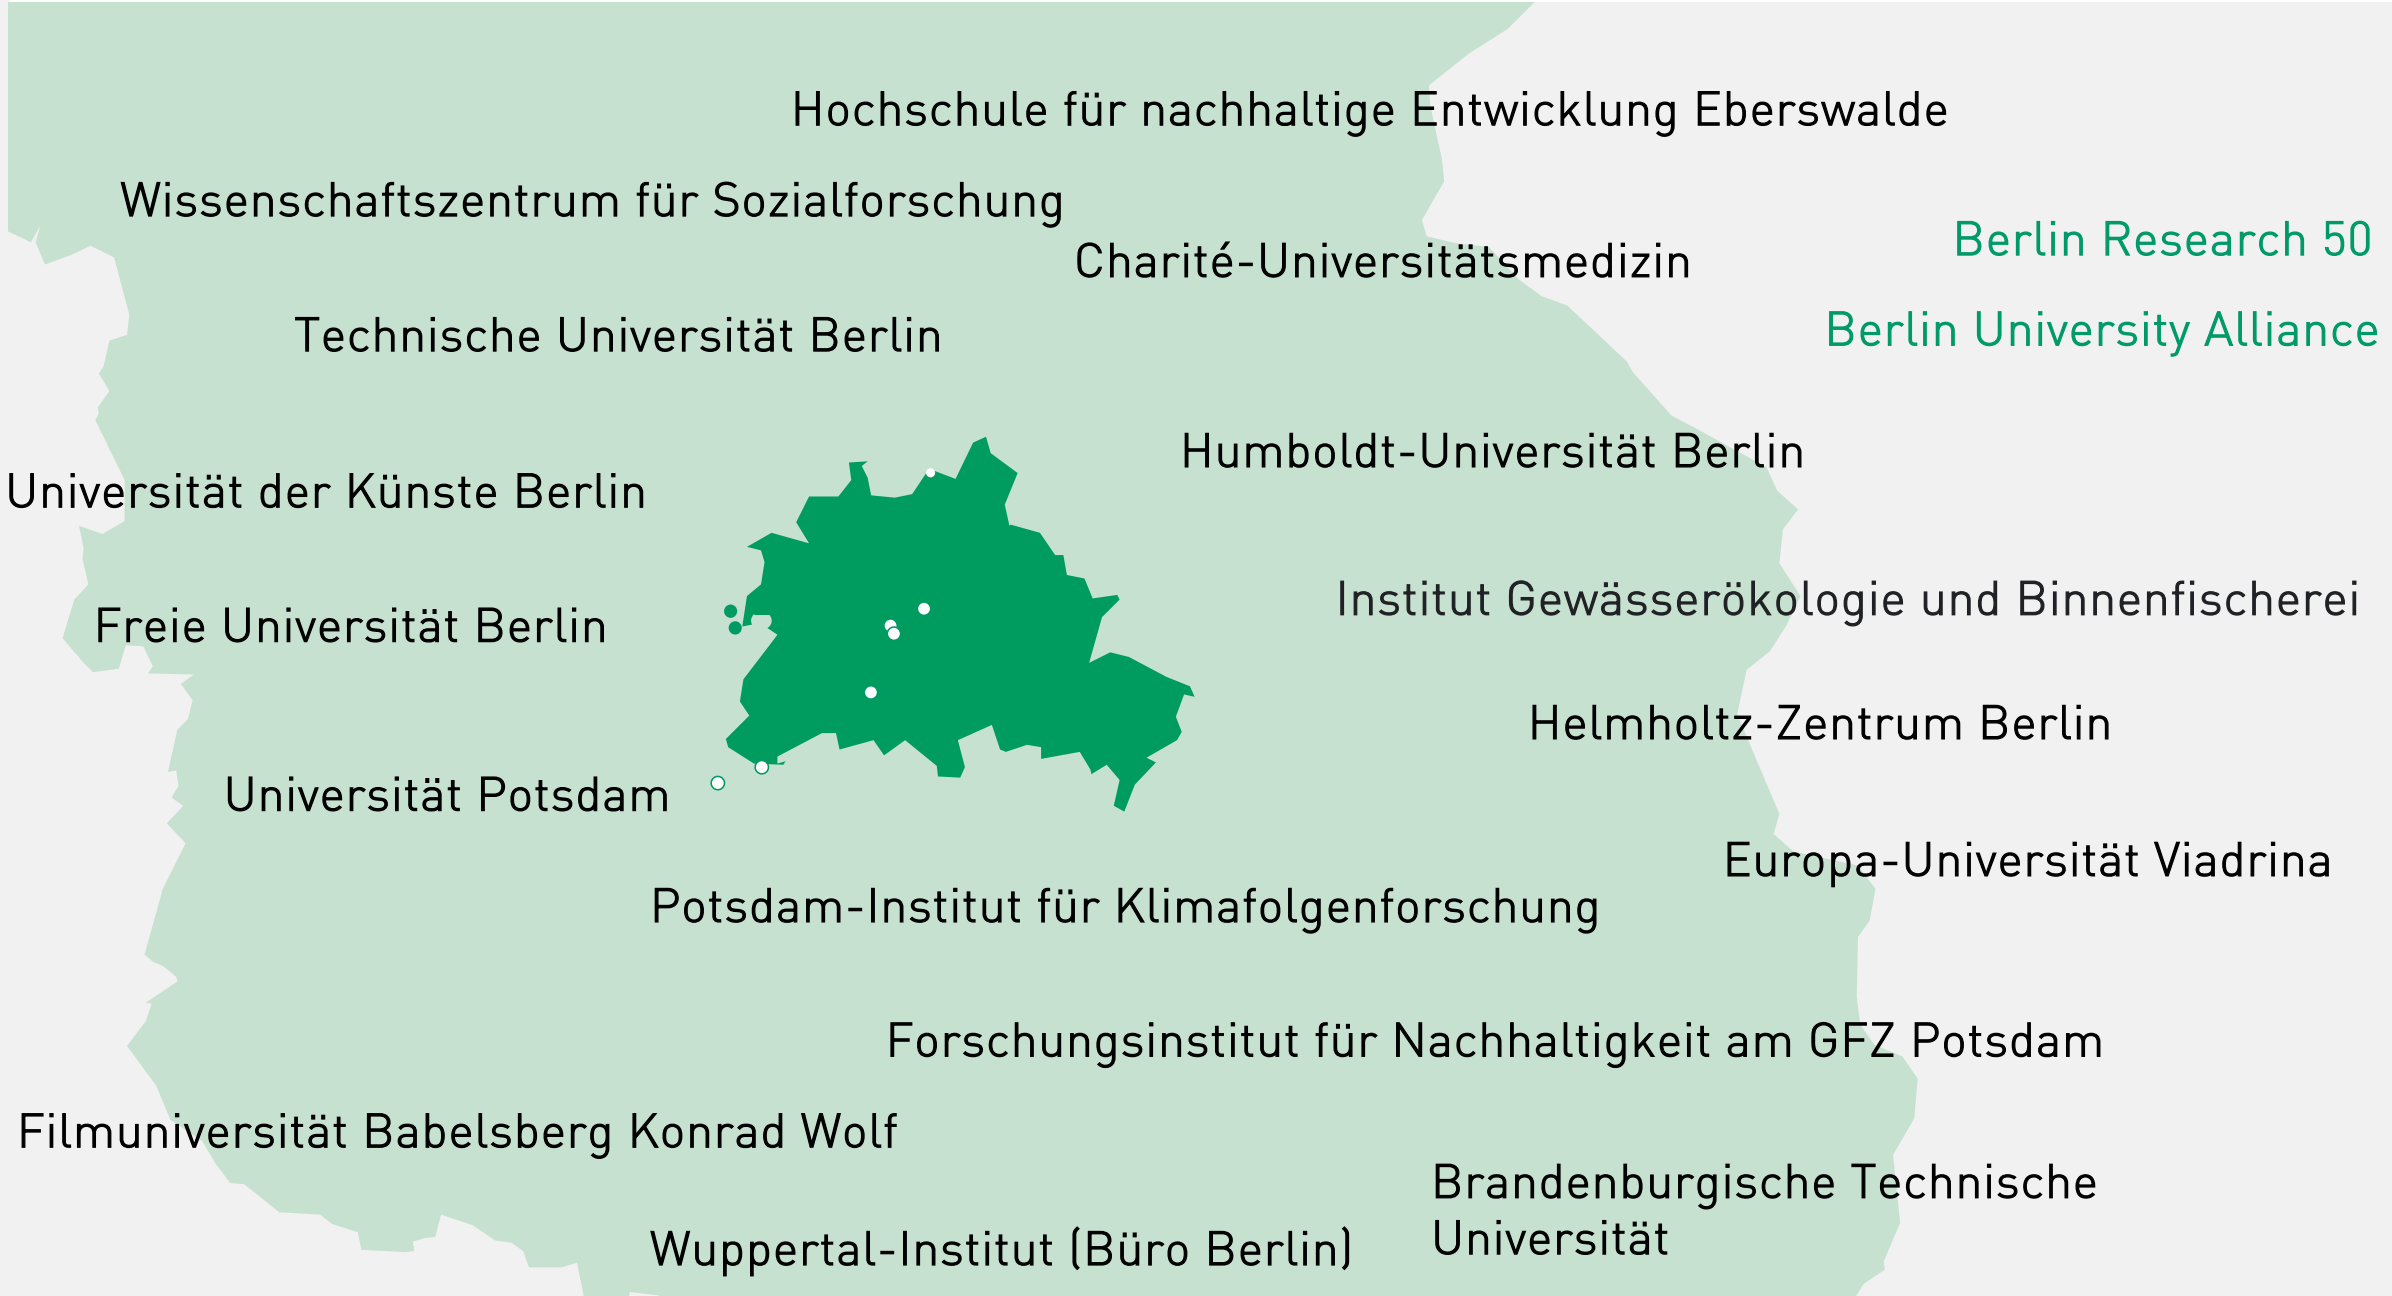 Hochschule für nachhaltige Entwicklung Eberswalde
Wissenschaftszentrum für Sozialforschung
Berlin Research 50
Charité-Universitätsmedizin
Berlin University Alliance
Technische Universität Berlin
Humboldt-Universität Berlin
Universität der Künste Berlin
Institut Gewässerökologie und Binnenfischerei
Freie Universität Berlin
Helmholtz-Zentrum Berlin
Universität Potsdam
Europa-Universität Viadrina
Potsdam-Institut für Klimafolgenforschung
Forschungsinstitut für Nachhaltigkeit am GFZ Potsdam
Filmuniversität Babelsberg Konrad Wolf
Brandenburgische Technische
Universität
Wuppertal-Institut (Büro Berlin)